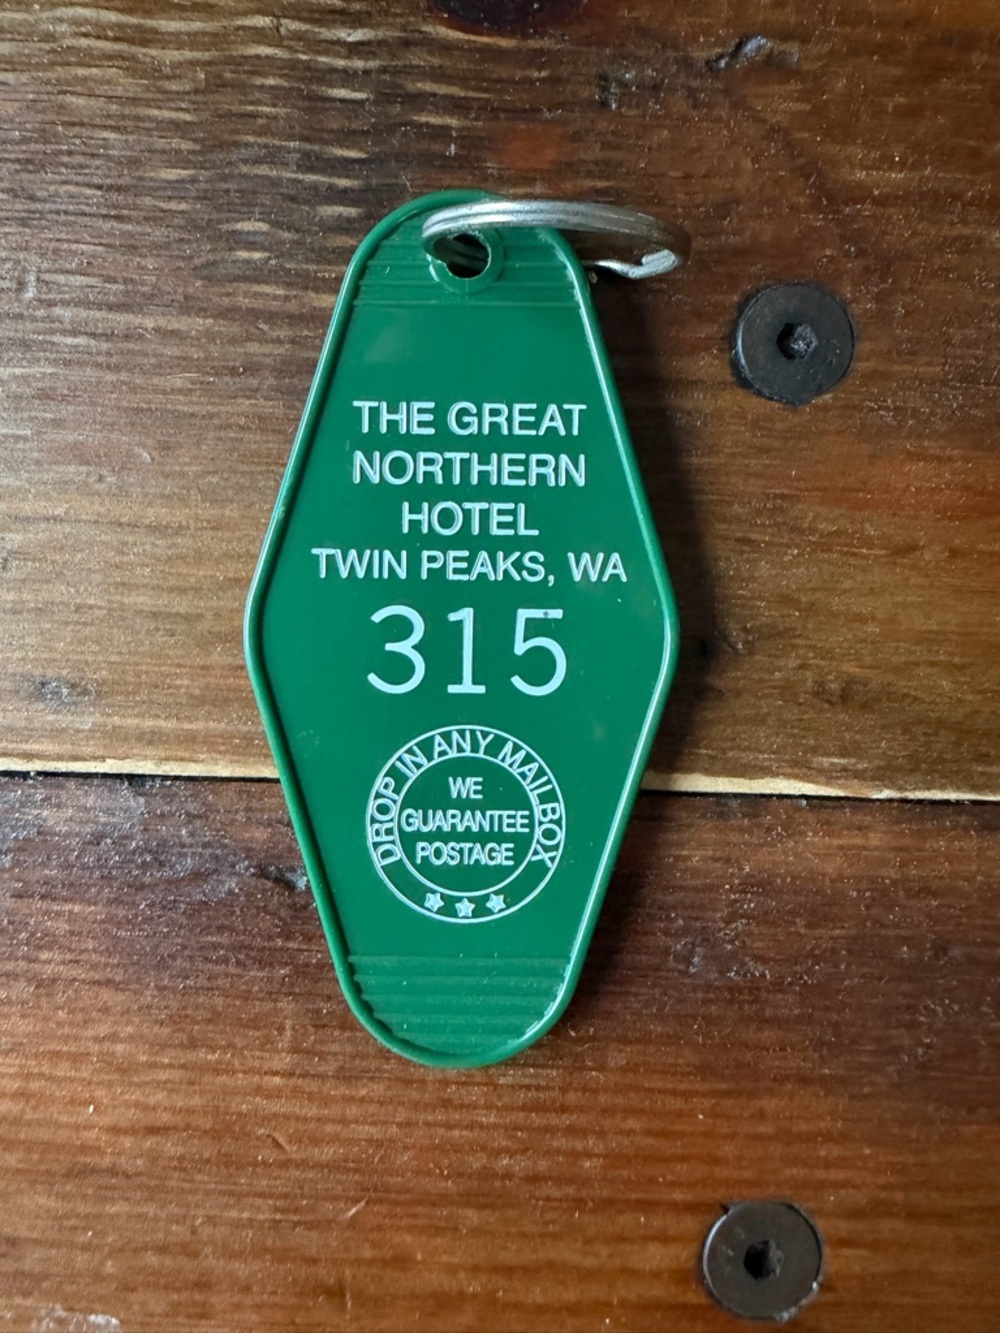 THE GREAT
NORTHERN
HOTEL
TWIN PEAKS, WA
315
DROP IN ANY MAILBOX
WE
GUARANTEE
POSTAGE